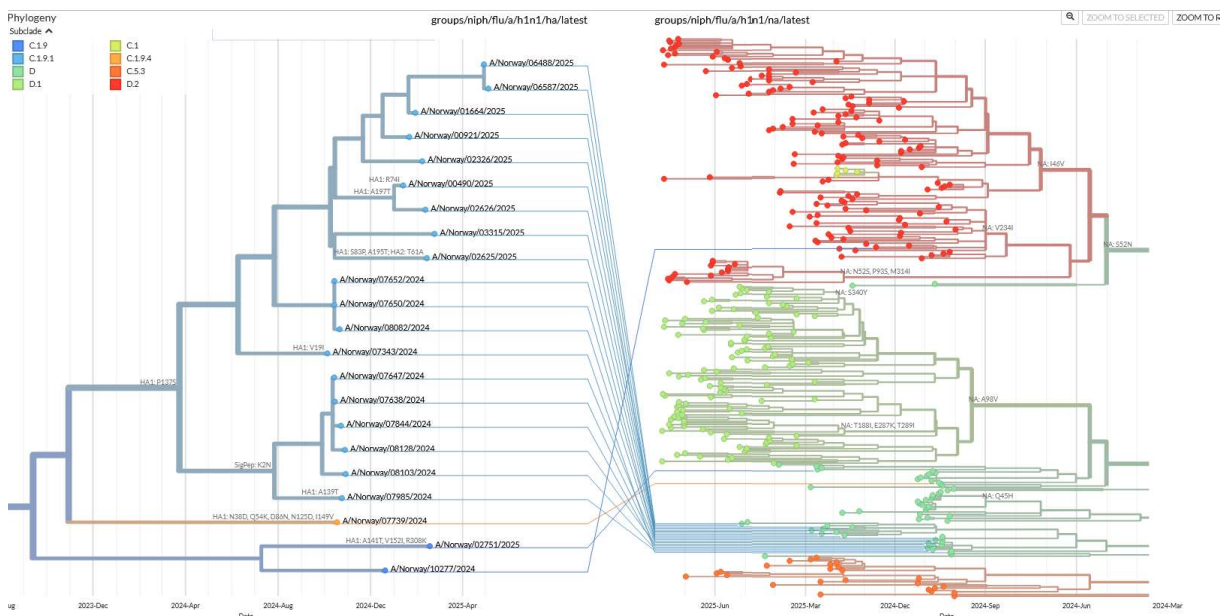 Phylogeny
groups/niph/flu/a/h1n1/ha/latest
groups/niph/flu/a/h1n1/na/latest
ZOOM TO SELECTED
ZOOM TO R
Subclade
C.1.9
C.1.9.1
D
D.1
C.1
C.1.9.4
C.5.3
D.2
A/Norway/06488/2025
A/Norway/06587/2025
A/Norway/01664/2025
A/Norway/00921/2025
A/Norway/02326/2025
HA1: R74I
A/Norway/00490/2025
HA1: A197T
A/Norway/02626/2025
A/Norway/03315/2025
HA1: S83P, A195T; HA2: T61A
A/Norway/02625/2025
A/Norway/07652/2024
A/Norway/07650/2024
A/Norway/08082/2024
HA1: V19I
A/Norway/07343/2024
A/Norway/07647/2024
HA1: P137S
A/Norway/07638/2024
A/Norway/07844/2024
A/Norway/08128/2024
SigPep: K2N
A/Norway/08103/2024
HA1: A139T
A/Norway/07985/2024
HA1: N38D, Q54K, D86N, N125D, I149V
A/Norway/07739/2024
HA1: A141T, V152I, R308K
A/Norway/02751/2025
A/Norway/10277/2024
NA: I46V
NA: V234I
NA: S52N
NA: N52S, P93S, M314I
NA: S340Y
NA: A98V
NA: T188I, E287K, T289I
NA: Q45H
ug
2023-Dec
2024-Apr
2024-Aug
2024-Dec
2025-Apr
2025-Jun
2025-Mar
2024-Dec
2024-Sep
2024-Jun
2024-Mar
Date
Date